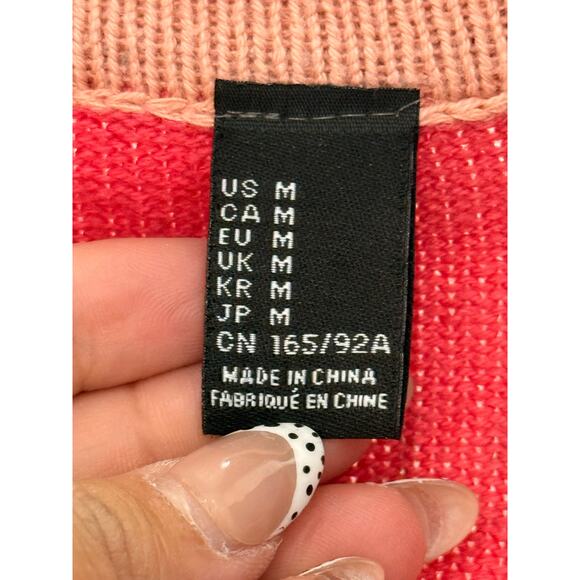 US M
CA M
EU M
UK M
KR M
JP M
CN 165/92A
MADE IN CHINA
FABRIQUÉ EN CHINE